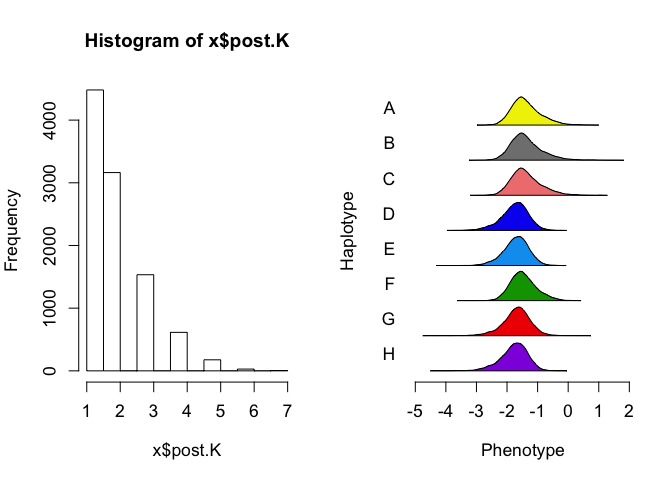 Histogram of x$post.K
Frequency
0
1000
2000
3000
4000
1 2 3 4 5 6 7
x$post.K
Haplotype
A
B
C
D
E
F
G
H
-5 -4 -3 -2 -1 0 1 2
Phenotype